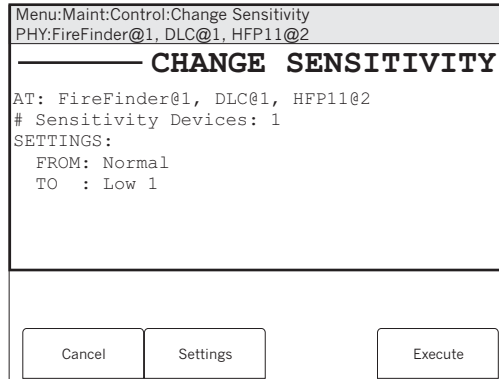 Menu:Maint:Control:Change Sensitivity
PHY:FireFinder@1, DLC@1, HFP11@2
CHANGE SENSITIVITY
AT: FireFinder@1, DLC@1, HFP11@2
# Sensitivity Devices: 1
SETTINGS:
FROM: Normal
TO : Low 1
Cancel Settings Execute